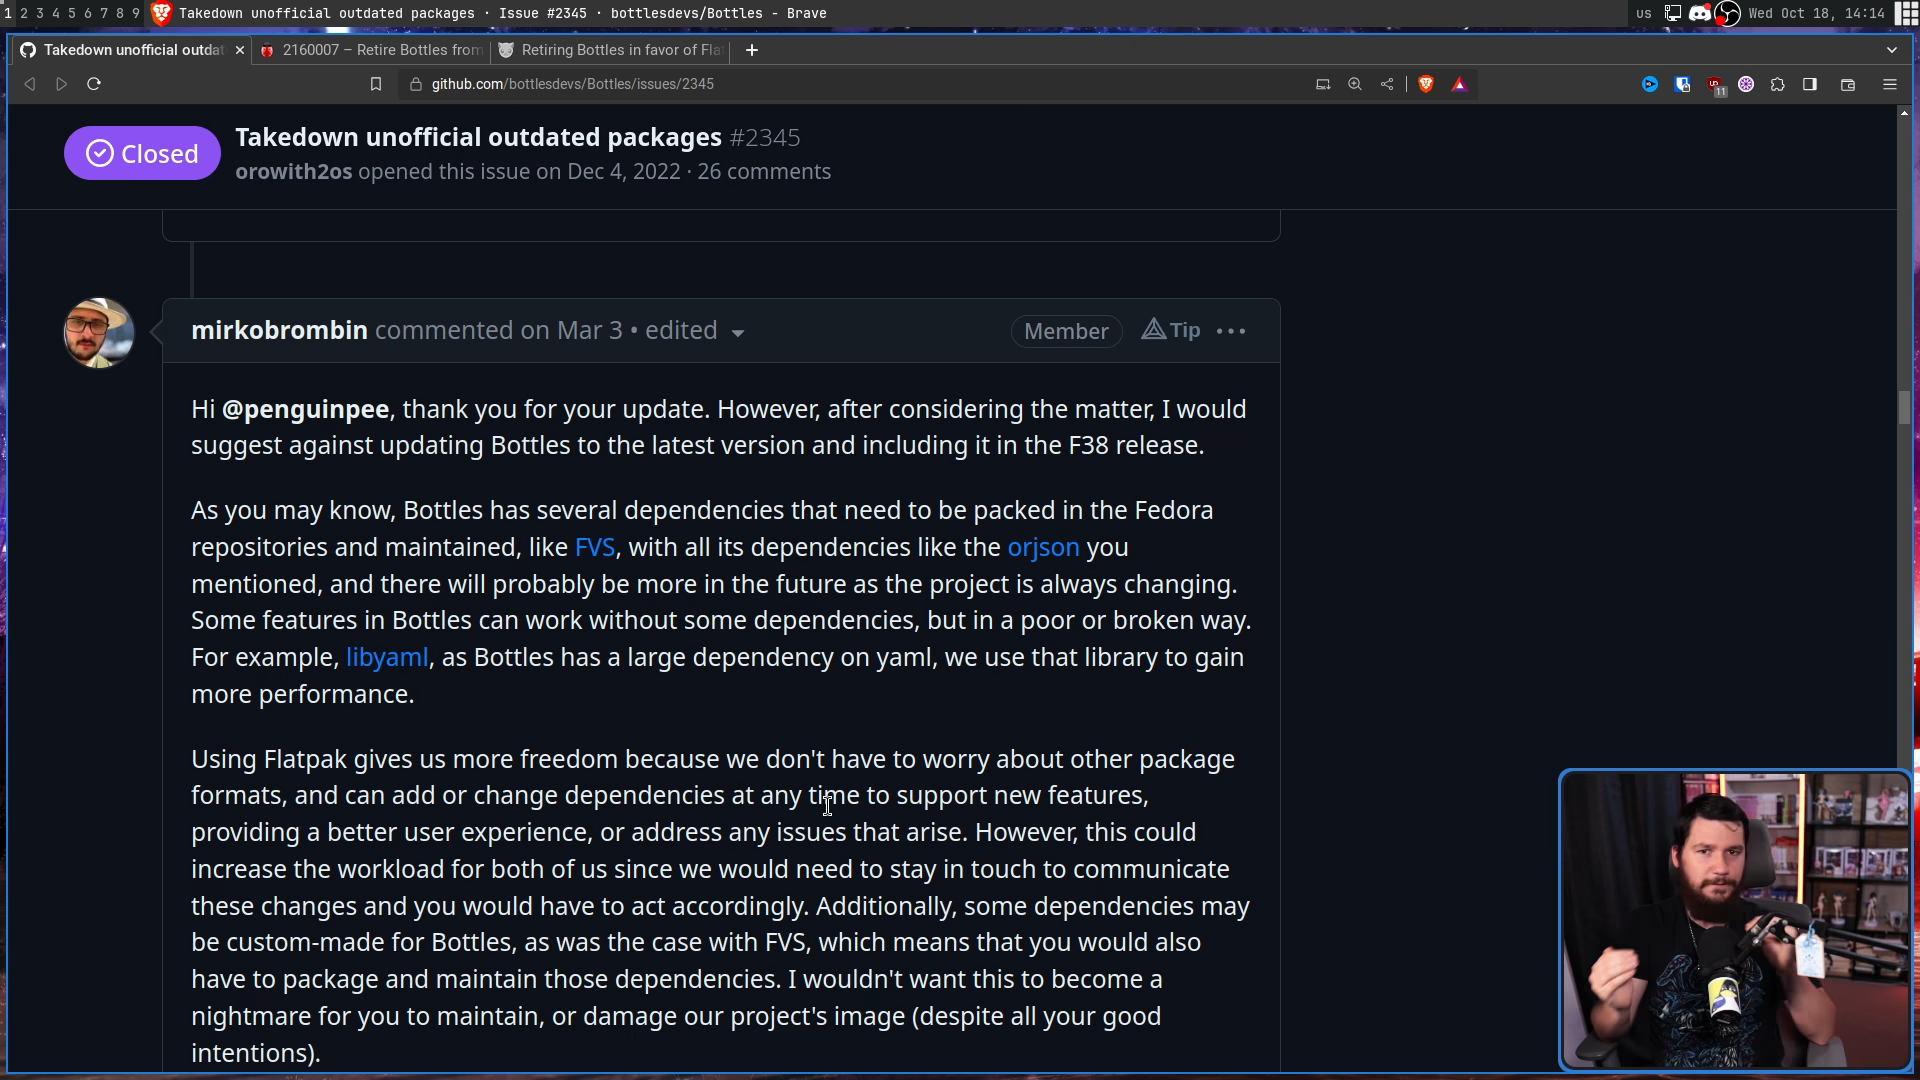 1 2 3 4 5 6 7 8 9 Takedown unofficial outdated packages · Issue #2345 · bottlesdevs/Bottles - Brave us Wed Oct 18, 14:14
Takedown unofficial outdat 2160007 – Retire Bottles from Retiring Bottles in favor of Fla
github.com/bottlesdevs/Bottles/issues/2345 11
Closed
Takedown unofficial outdated packages #2345
orowith2os opened this issue on Dec 4, 2022 · 26 comments
mirkobrombin commented on Mar 3 • edited Member Tip
Hi @penguinpee, thank you for your update. However, after considering the matter, I would
suggest against updating Bottles to the latest version and including it in the F38 release.
As you may know, Bottles has several dependencies that need to be packed in the Fedora
repositories and maintained, like FVS, with all its dependencies like the orjson you
mentioned, and there will probably be more in the future as the project is always changing.
Some features in Bottles can work without some dependencies, but in a poor or broken way.
For example, libyaml, as Bottles has a large dependency on yaml, we use that library to gain
more performance.
Using Flatpak gives us more freedom because we don't have to worry about other package
formats, and can add or change dependencies at any time to support new features,
providing a better user experience, or address any issues that arise. However, this could
increase the workload for both of us since we would need to stay in touch to communicate
these changes and you would have to act accordingly. Additionally, some dependencies may
be custom-made for Bottles, as was the case with FVS, which means that you would also
have to package and maintain those dependencies. I wouldn't want this to become a
nightmare for you to maintain, or damage our project's image (despite all your good
intentions).